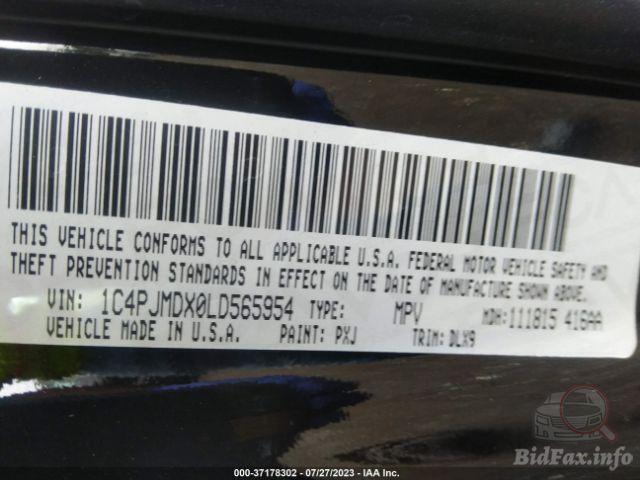 THIS VEHICLE CONFORMS TO ALL APPLICABLE U.S.A. FEDERAL MOTOR VEHICLE SAFETY AND
THEFT PREVENTION STANDARDS IN EFFECT ON THE DATE OF MANUFACTURE SHOWN ABOVE.
VIN: 1C4PJMDX0LD565954 TYPE: MPV MDH:111815 416AA
VEHICLE MADE IN U.S.A. PAINT: PXJ TRIM: DLX9
BidFax.info
000-37178302 - 07/27/2023 - IAA Inc.